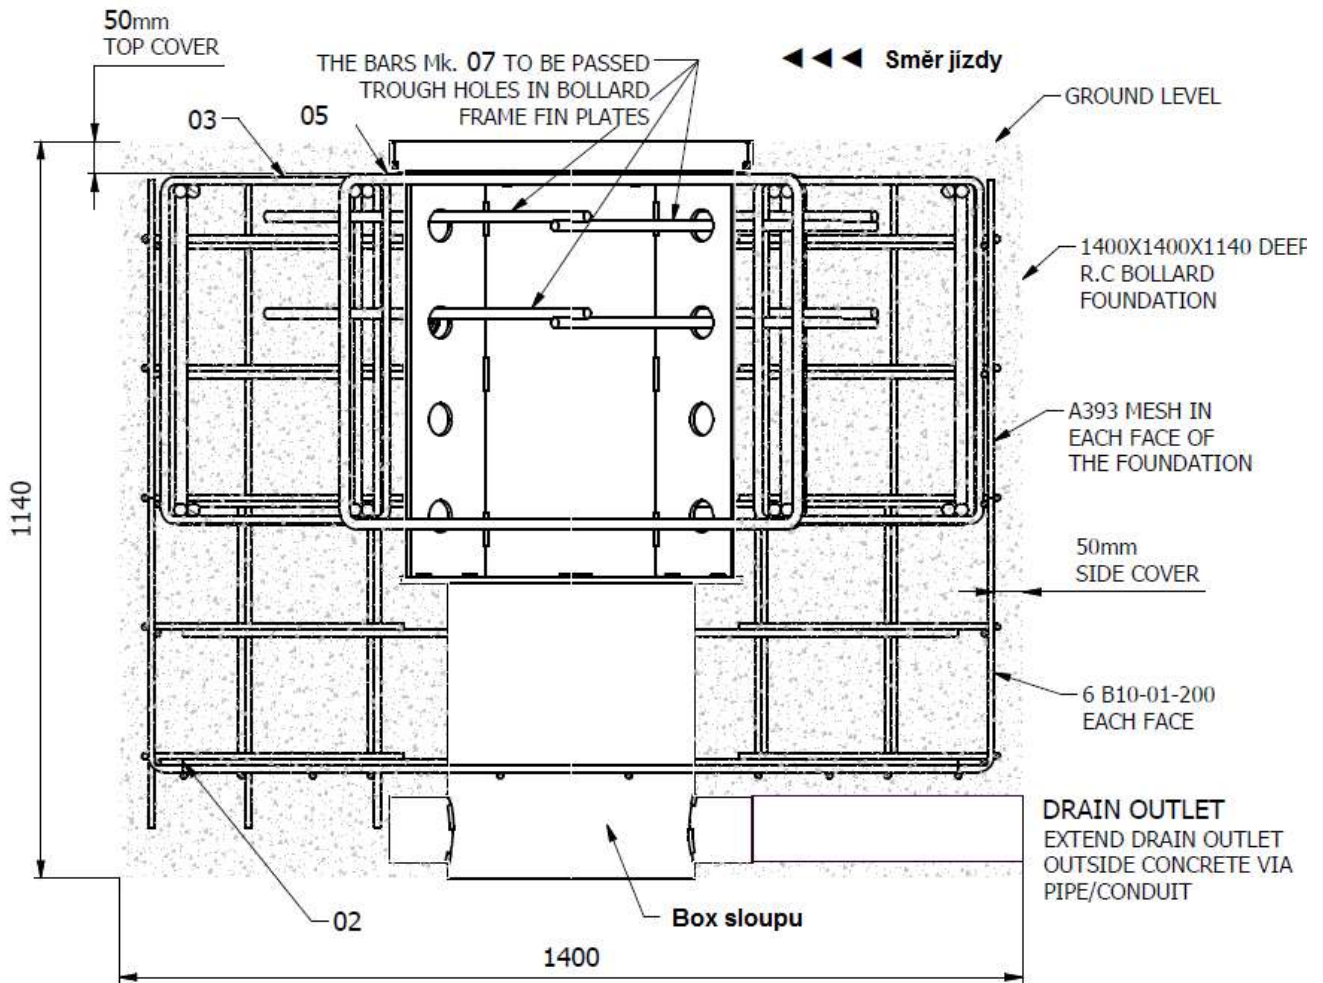 50mm
TOP COVER
THE BARS Mk. 07 TO BE PASSED
TROUGH HOLES IN BOLLARD
FRAME FIN PLATES
◄ ◄ ◄ Směr jízdy
GROUND LEVEL
03
05
1400X1400X1140 DEEP
R.C BOLLARD
FOUNDATION
A393 MESH IN
EACH FACE OF
THE FOUNDATION
1140
50mm
SIDE COVER
6 B10-01-200
EACH FACE
DRAIN OUTLET
EXTEND DRAIN OUTLET
OUTSIDE CONCRETE VIA
PIPE/CONDUIT
02
Box sloupu
1400